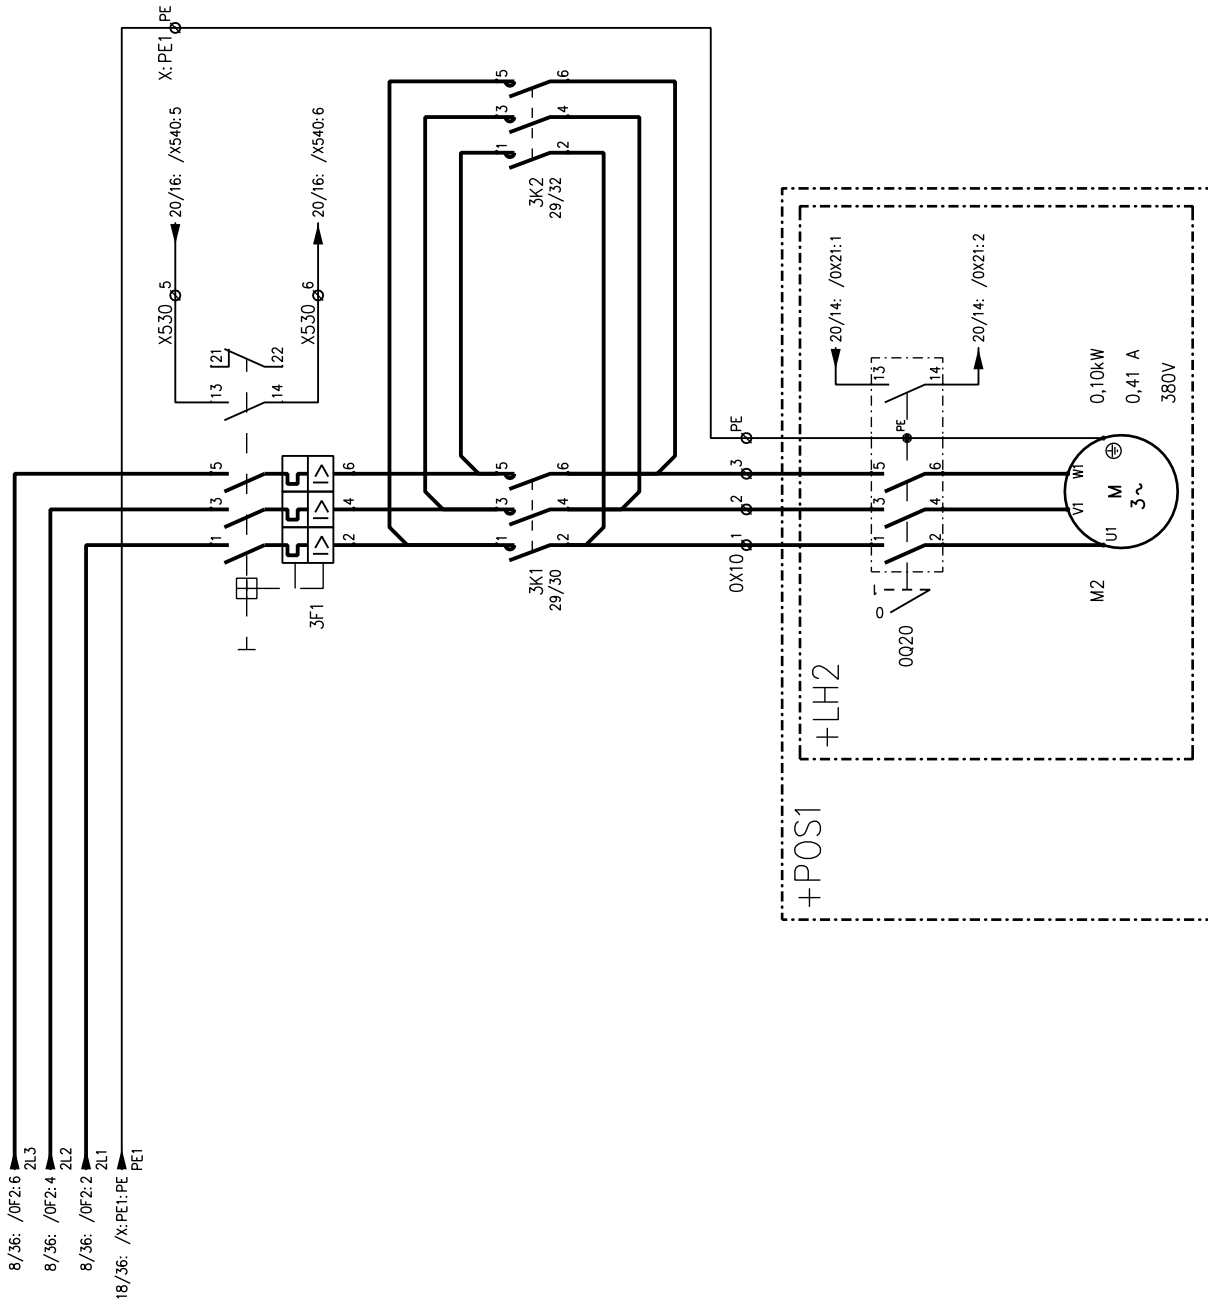 8/36: /0F2:6
2L3
8/36: /0F2:4
2L2
8/36: /0F2:2
2L1
18/36: /X:PE1:PE
PE1
X:PE1
PE
20/16: /X540:5
X530
5
20/16: /X540:6
X530
6
1
3
5
13
14
21
22
I>
I>
I>
2
4
6
3F1
1
3
5
2
4
6
3K1
29/30
1
3
5
2
4
6
3K2
29/32
0X10
1
2
3
PE
+POS1
+LH2
0
1
0Q20
1
3
5
2
4
6
PE
13
14
20/14: /0X21:1
20/14: /0X21:2
M2
U1
V1
W1
M
3~
0,10kW
0,41 A
380V